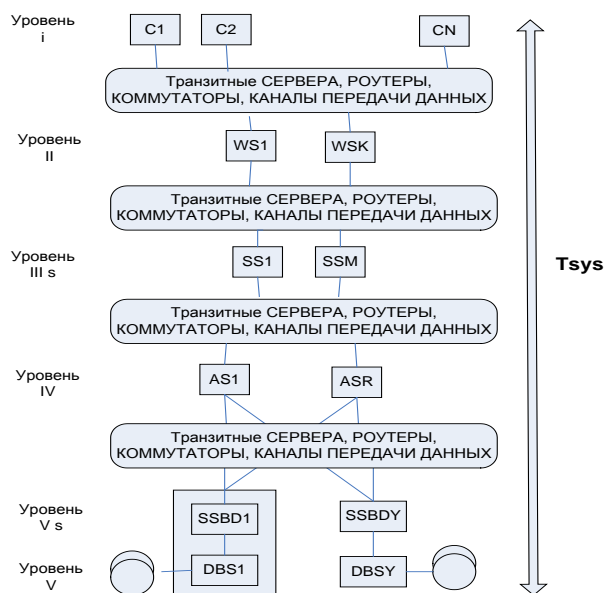 Уровень
i
C1
C2
CN
Транзитные СЕРВЕРА, РОУТЕРЫ,
КОММУТАТОРЫ, КАНАЛЫ ПЕРЕДАЧИ ДАННЫХ
Уровень
II
WS1
WSK
Транзитные СЕРВЕРА, РОУТЕРЫ,
КОММУТАТОРЫ, КАНАЛЫ ПЕРЕДАЧИ ДАННЫХ
Уровень
III s
SS1
SSM
Tsys
Транзитные СЕРВЕРА, РОУТЕРЫ,
КОММУТАТОРЫ, КАНАЛЫ ПЕРЕДАЧИ ДАННЫХ
Уровень
IV
AS1
ASR
Транзитные СЕРВЕРА, РОУТЕРЫ,
КОММУТАТОРЫ, КАНАЛЫ ПЕРЕДАЧИ ДАННЫХ
Уровень
V s
SSBD1
SSBDY
Уровень
V
DBS1
DBSY